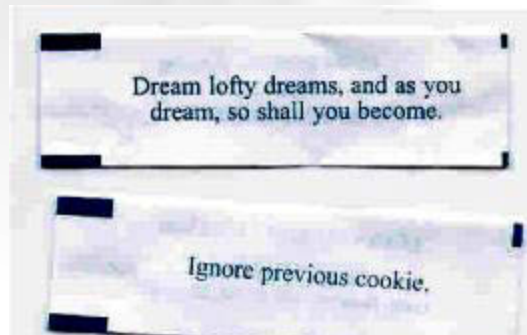 Dream lofty dreams, and as you
dream, so shall you become.
Ignore previous cookie.